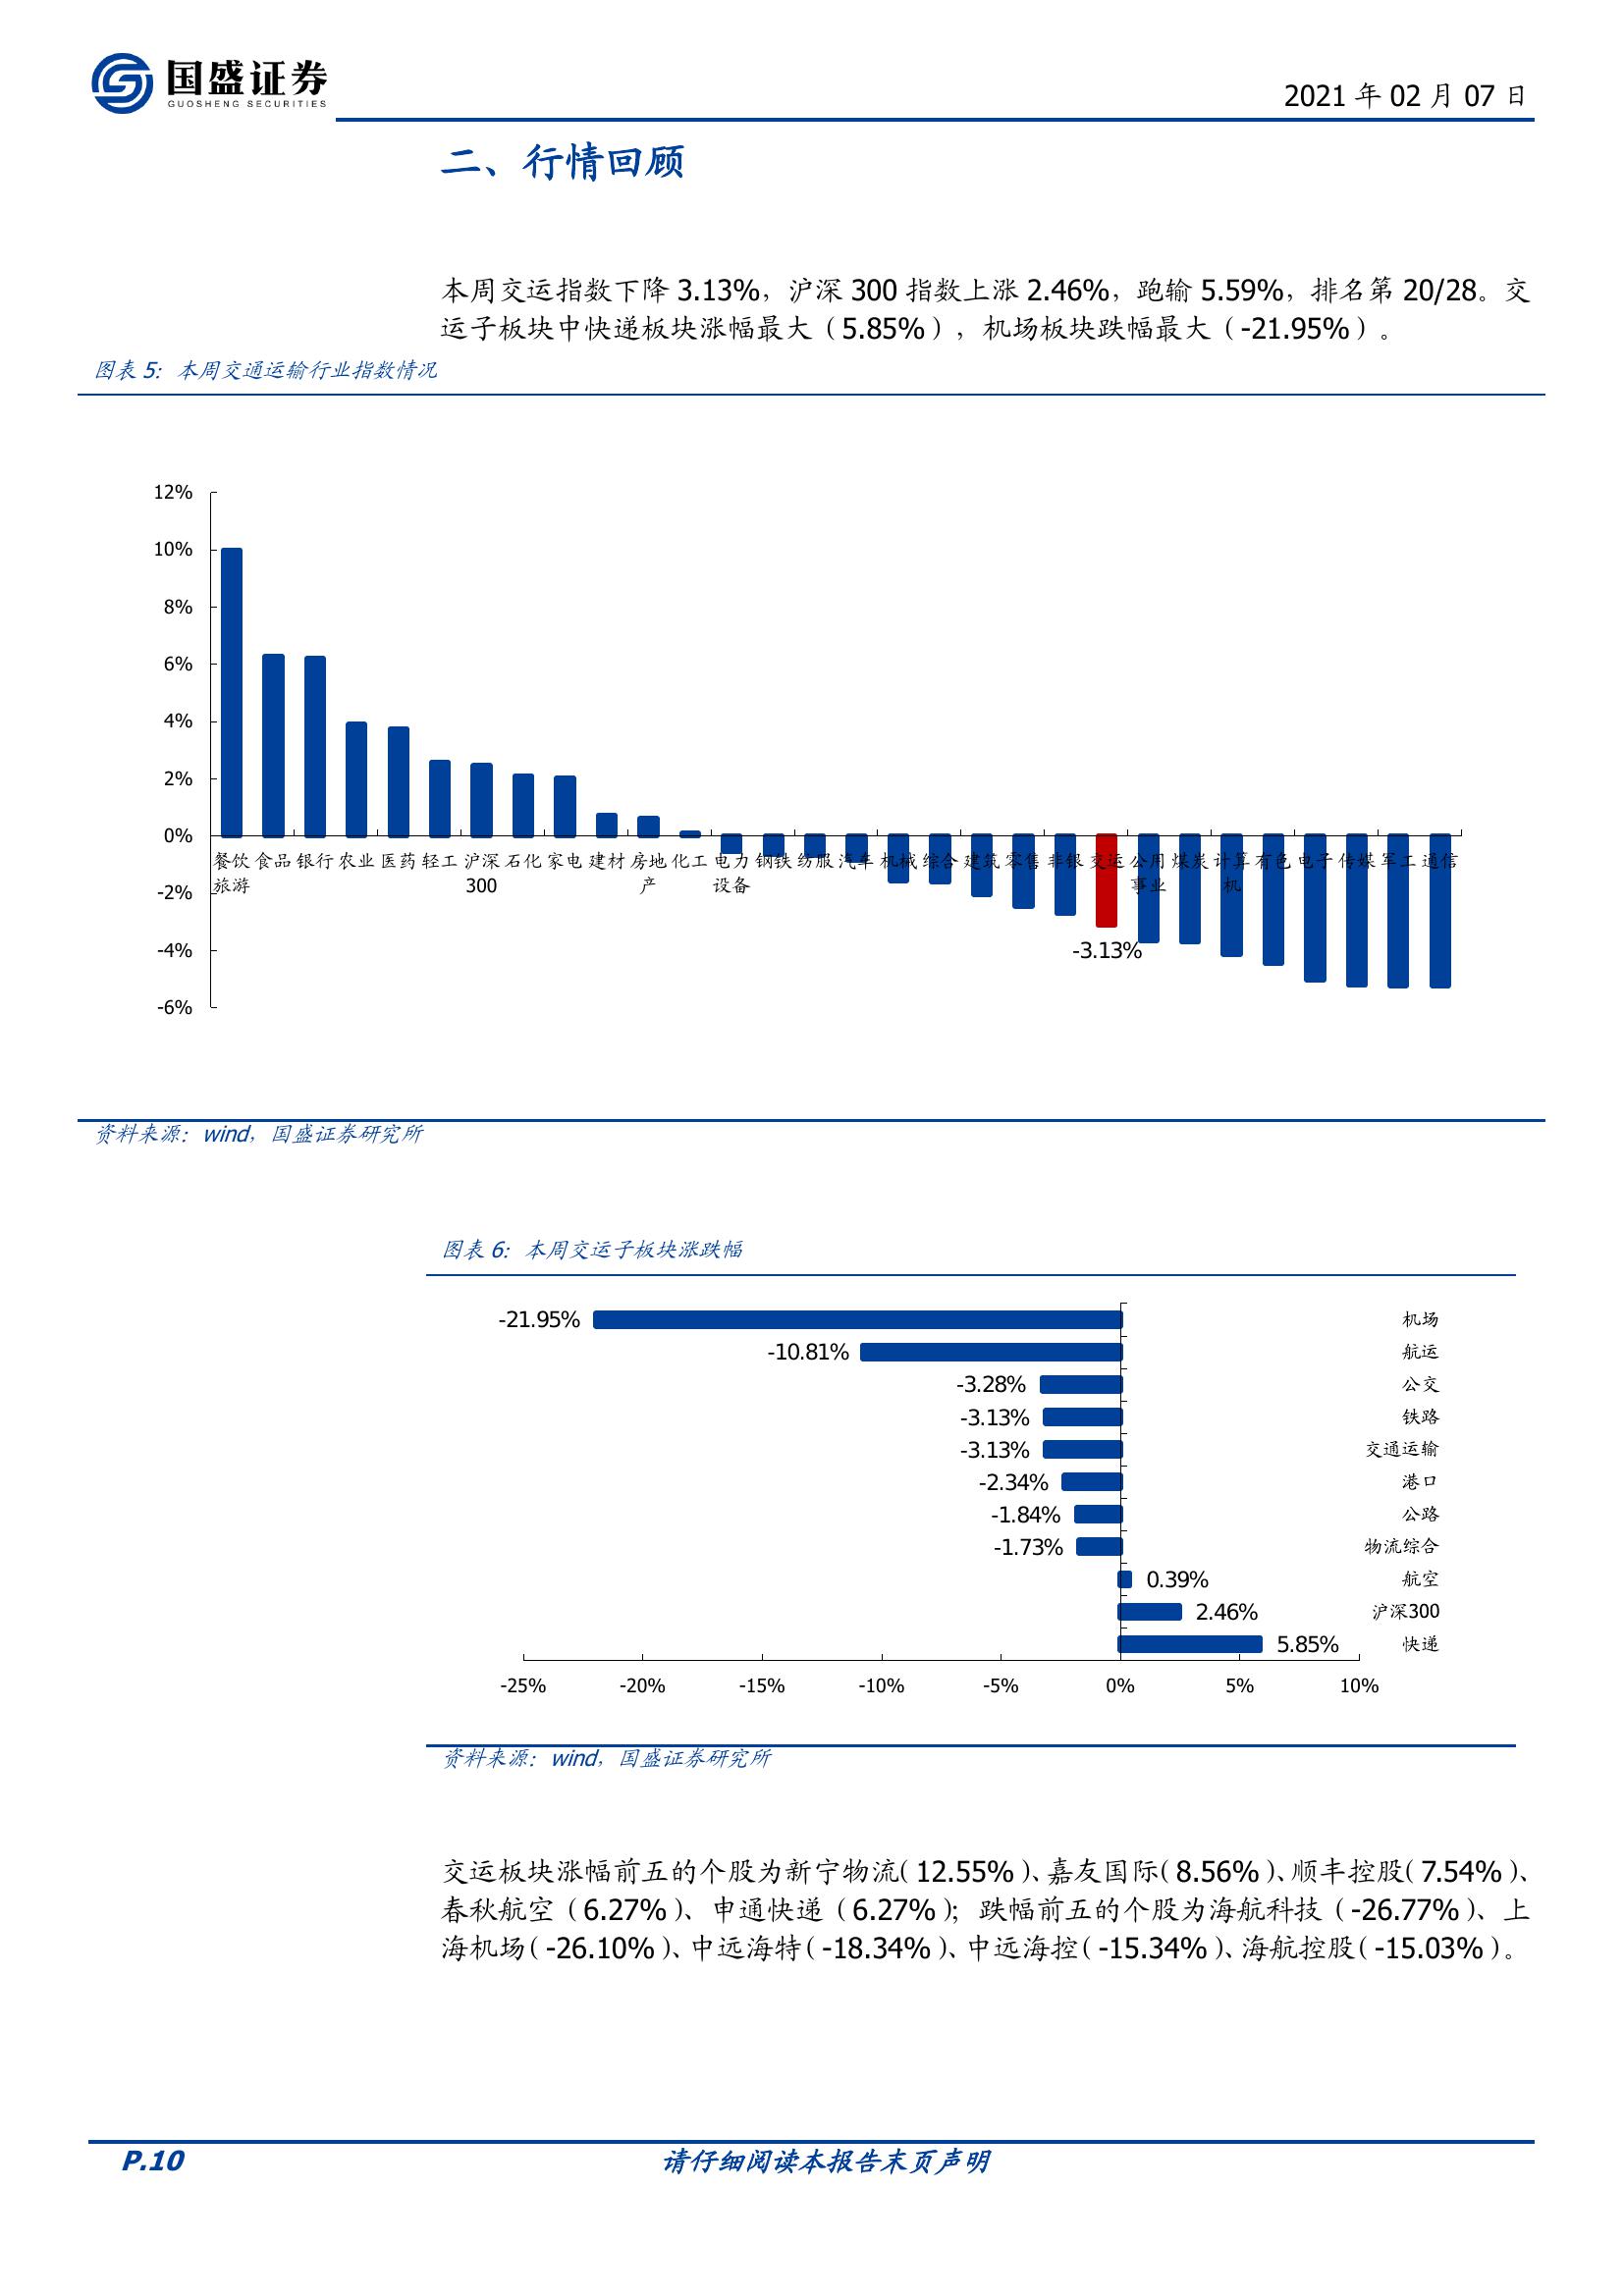 国盛证券
GUOSHENG SECURITIES
2021 年 02 月 07 日
二、行情回顾
本周交运指数下降 3.13%，沪深 300 指数上涨 2.46%，跑输 5.59%，排名第 20/28。交
运子板块中快递板块涨幅最大（5.85%），机场板块跌幅最大（-21.95%）。
图表 5：本周交通运输行业指数情况
12%
10%
8%
6%
4%
2%
0%
-2%
-4%
-6%
餐饮 食品 银行 农业 医药 轻工 沪深 石化 家电 建材 房地 化工 电力 钢铁 纺服 汽车 机械 综合 建筑 零售 非银 交运 公用 煤炭 计算 有色 电子 传媒 军工 通信
旅游 300 产 设备 事业 机
-3.13%
资料来源：wind，国盛证券研究所
图表 6：本周交运子板块涨跌幅
-21.95% 机场
-10.81% 航运
-3.28% 公交
-3.13% 铁路
-3.13% 交通运输
-2.34% 港口
-1.84% 公路
-1.73% 物流综合
0.39% 航空
2.46% 沪深300
5.85% 快递
-25% -20% -15% -10% -5% 0% 5% 10%
资料来源：wind，国盛证券研究所
交运板块涨幅前五的个股为新宁物流（12.55%）、嘉友国际（8.56%）、顺丰控股（7.54%）、
春秋航空（6.27%）、申通快递（6.27%）；跌幅前五的个股为海航科技（-26.77%）、上
海机场（-26.10%）、中远海特（-18.34%）、中远海控（-15.34%）、海航控股（-15.03%）。
P.10 请仔细阅读本报告末页声明